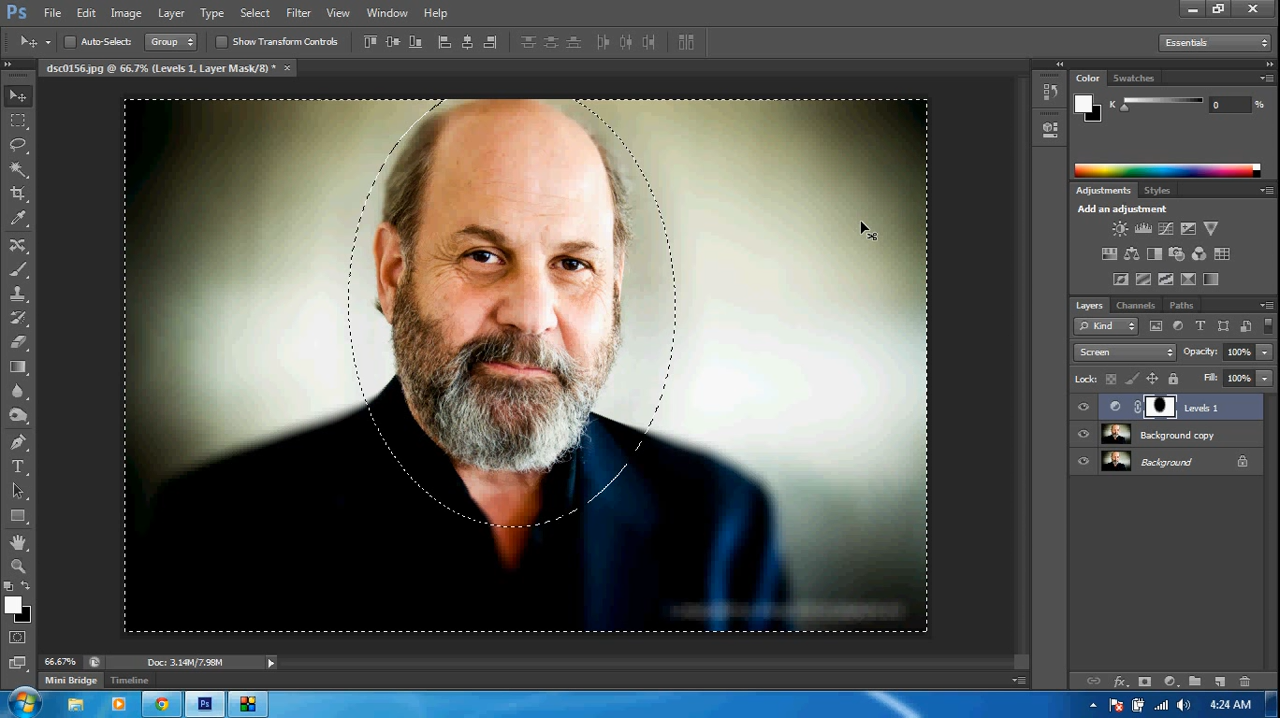 Ps File Edit Image Layer Type Select Filter View Window Help
Auto-Select: Group Show Transform Controls Essentials
dsc0156.jpg @ 66.7% (Levels 1, Layer Mask/8) * ×
Color Swatches
K 0 %
Adjustments Styles
Add an adjustment
Layers Channels Paths
Kind T
Screen Opacity: 100%
Lock: Fill: 100%
Levels 1
Background copy
Background
T
66.67% Doc: 3.14M/7.98M
Mini Bridge Timeline
fx
Ps 4:24 AM